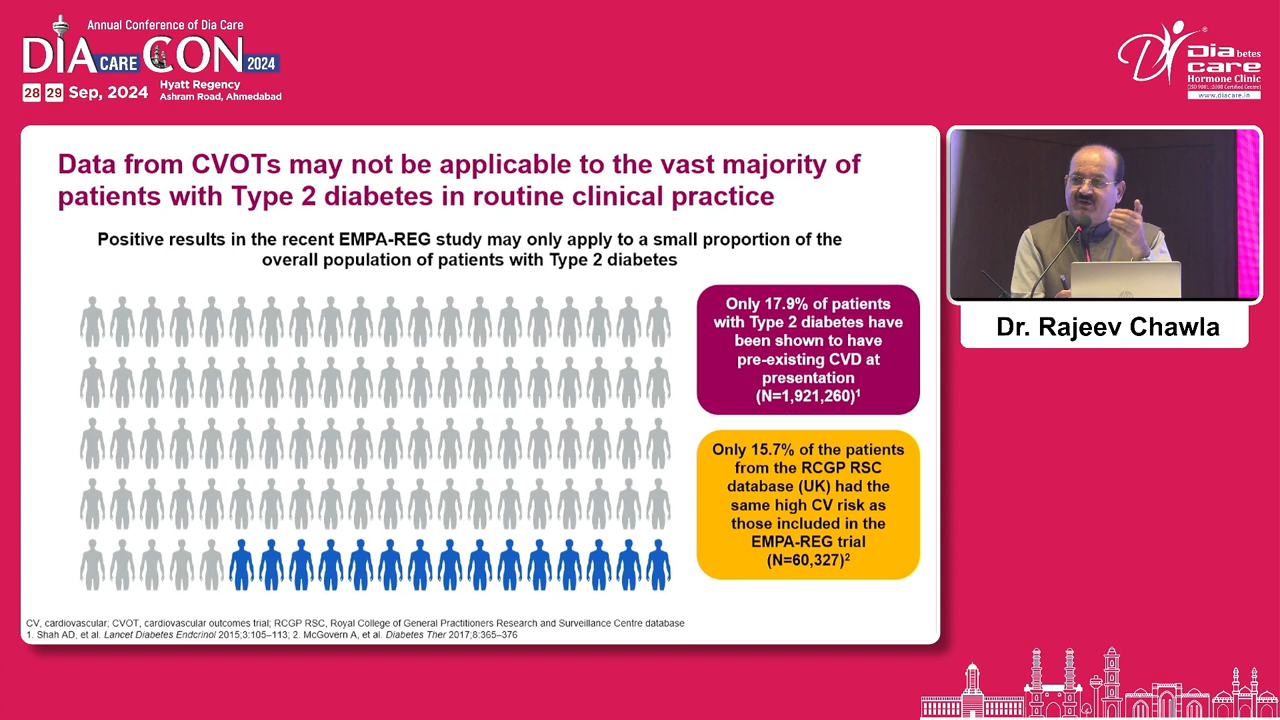 Annual Conference of Dia Care
DIA CARE CON 2024
28 29 Sep, 2024
Hyatt Regency
Ashram Road, Ahmedabad
Diabetes
care
Hormone Clinic
(ISO 9001 :2008 Certified Centre)
www.diacare.in
Data from CVOTs may not be applicable to the vast majority of
patients with Type 2 diabetes in routine clinical practice
Positive results in the recent EMPA-REG study may only apply to a small proportion of the
overall population of patients with Type 2 diabetes
Only 17.9% of patients
with Type 2 diabetes have
been shown to have
pre-existing CVD at
presentation
(N=1,921,260)1
Only 15.7% of the patients
from the RCGP RSC
database (UK) had the
same high CV risk as
those included in the
EMPA-REG trial
(N=60,327)2
CV, cardiovascular; CVOT, cardiovascular outcomes trial; RCGP RSC, Royal College of General Practitioners Research and Surveillance Centre database
1. Shah AD, et al. Lancet Diabetes Endcrinol 2015;3:105–113; 2. McGovern A, et al. Diabetes Ther 2017;8:365–376
Dr. Rajeev Chawla